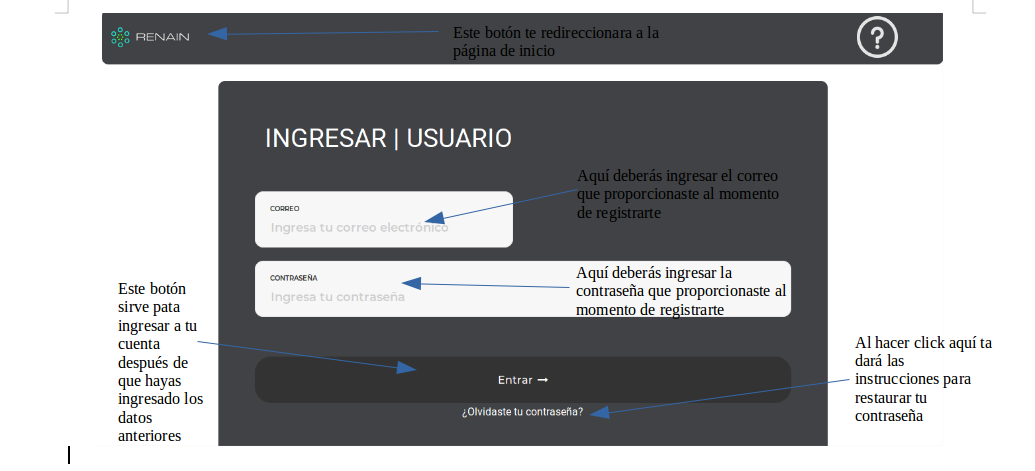 RENAIN
Este botón te redireccionara a la
página de inicio
?
INGRESAR | USUARIO
Aquí deberás ingresar el correo
que proporcionaste al momento
de registrarte
CORREO
Ingresa tu correo electrónico
CONTRASEÑA
Ingresa tu contraseña
Aquí deberás ingresar la
contraseña que proporcionaste al
momento de registrarte
Este botón
sirve pata
ingresar a tu
cuenta
después de
que hayas
ingresado los
datos
anteriores
Entrar →
¿Olvidaste tu contraseña?
Al hacer click aquí ta
dará las
instrucciones para
restaurar tu
contraseña